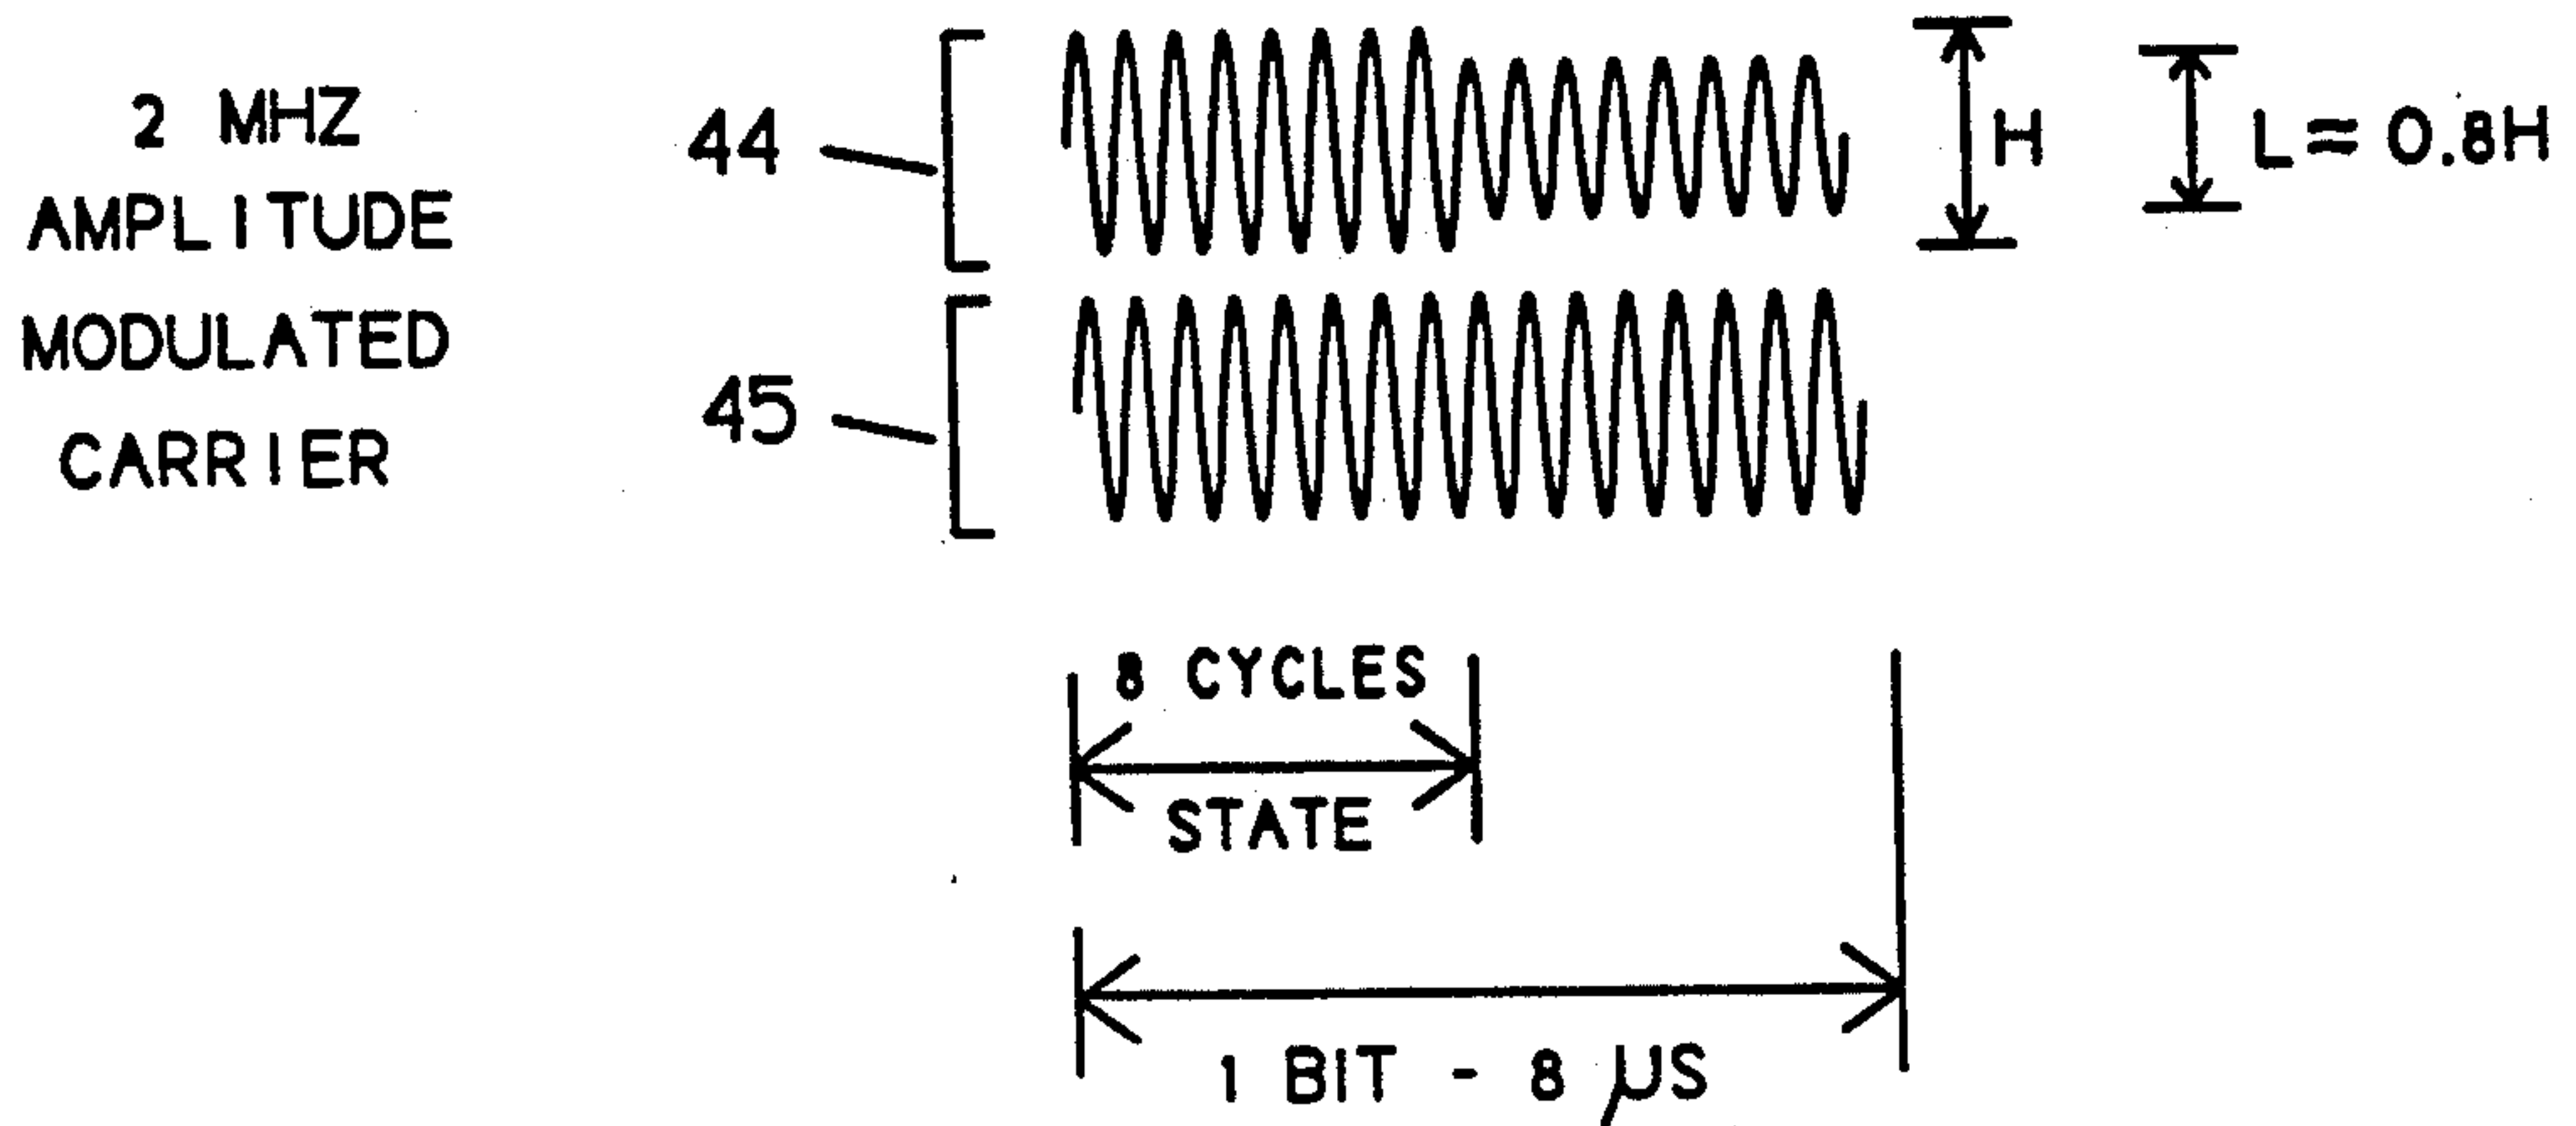 2 MHZ
AMPLITUDE
MODULATED
CARRIER
44
45
H
L ≈ 0.8H
8 CYCLES
STATE
1 BIT - 8 µS